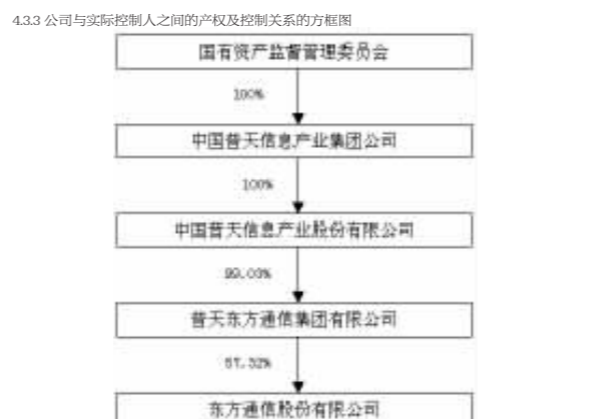 4.3.3 公司与实际控制人之间的产权及控制关系的方框图
国有资产监督管理委员会
100%
中国普天信息产业集团公司
100%
中国普天信息产业股份有限公司
99.03%
普天东方通信集团有限公司
57.32%
东方通信股份有限公司